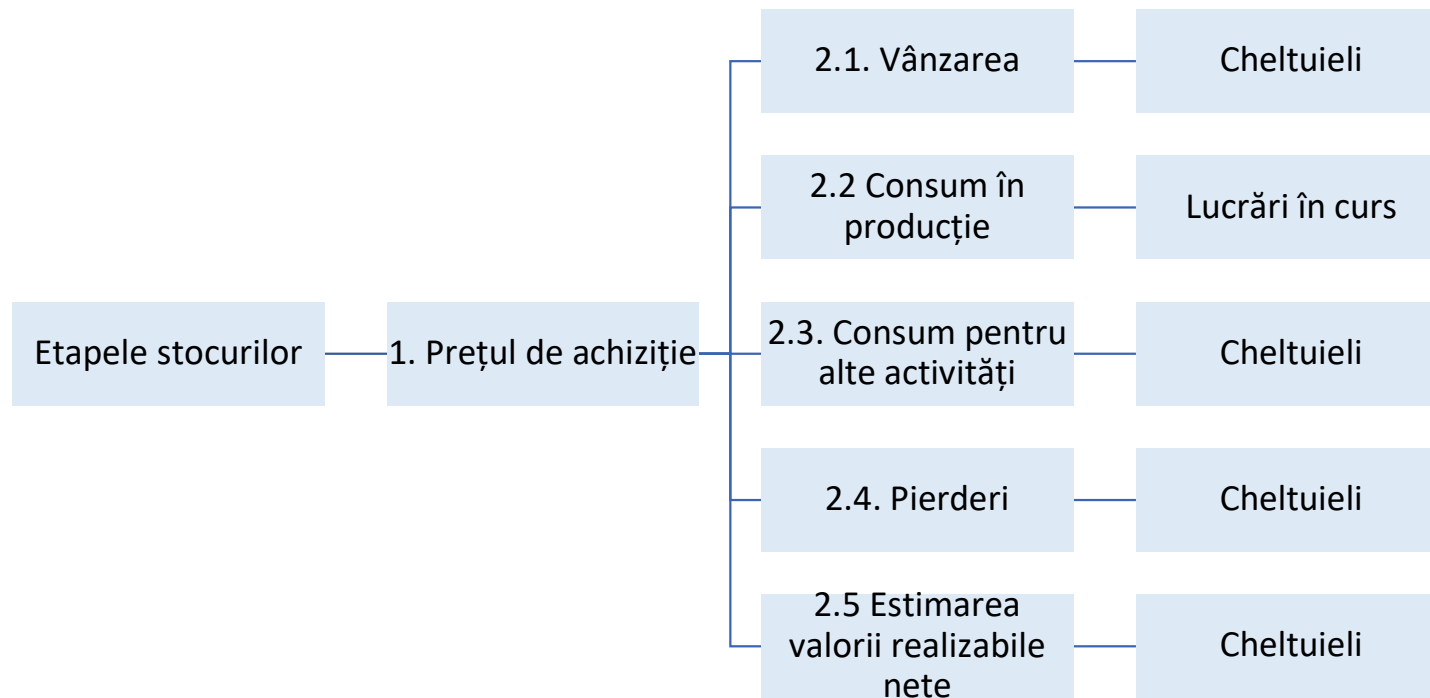 2.1. Vânzarea
Cheltuieli
2.2 Consum în
producție
Lucrări în curs
Etapele stocurilor
1. Prețul de achiziție
2.3. Consum pentru
alte activități
Cheltuieli
2.4. Pierderi
Cheltuieli
2.5 Estimarea
valorii realizabile
nete
Cheltuieli